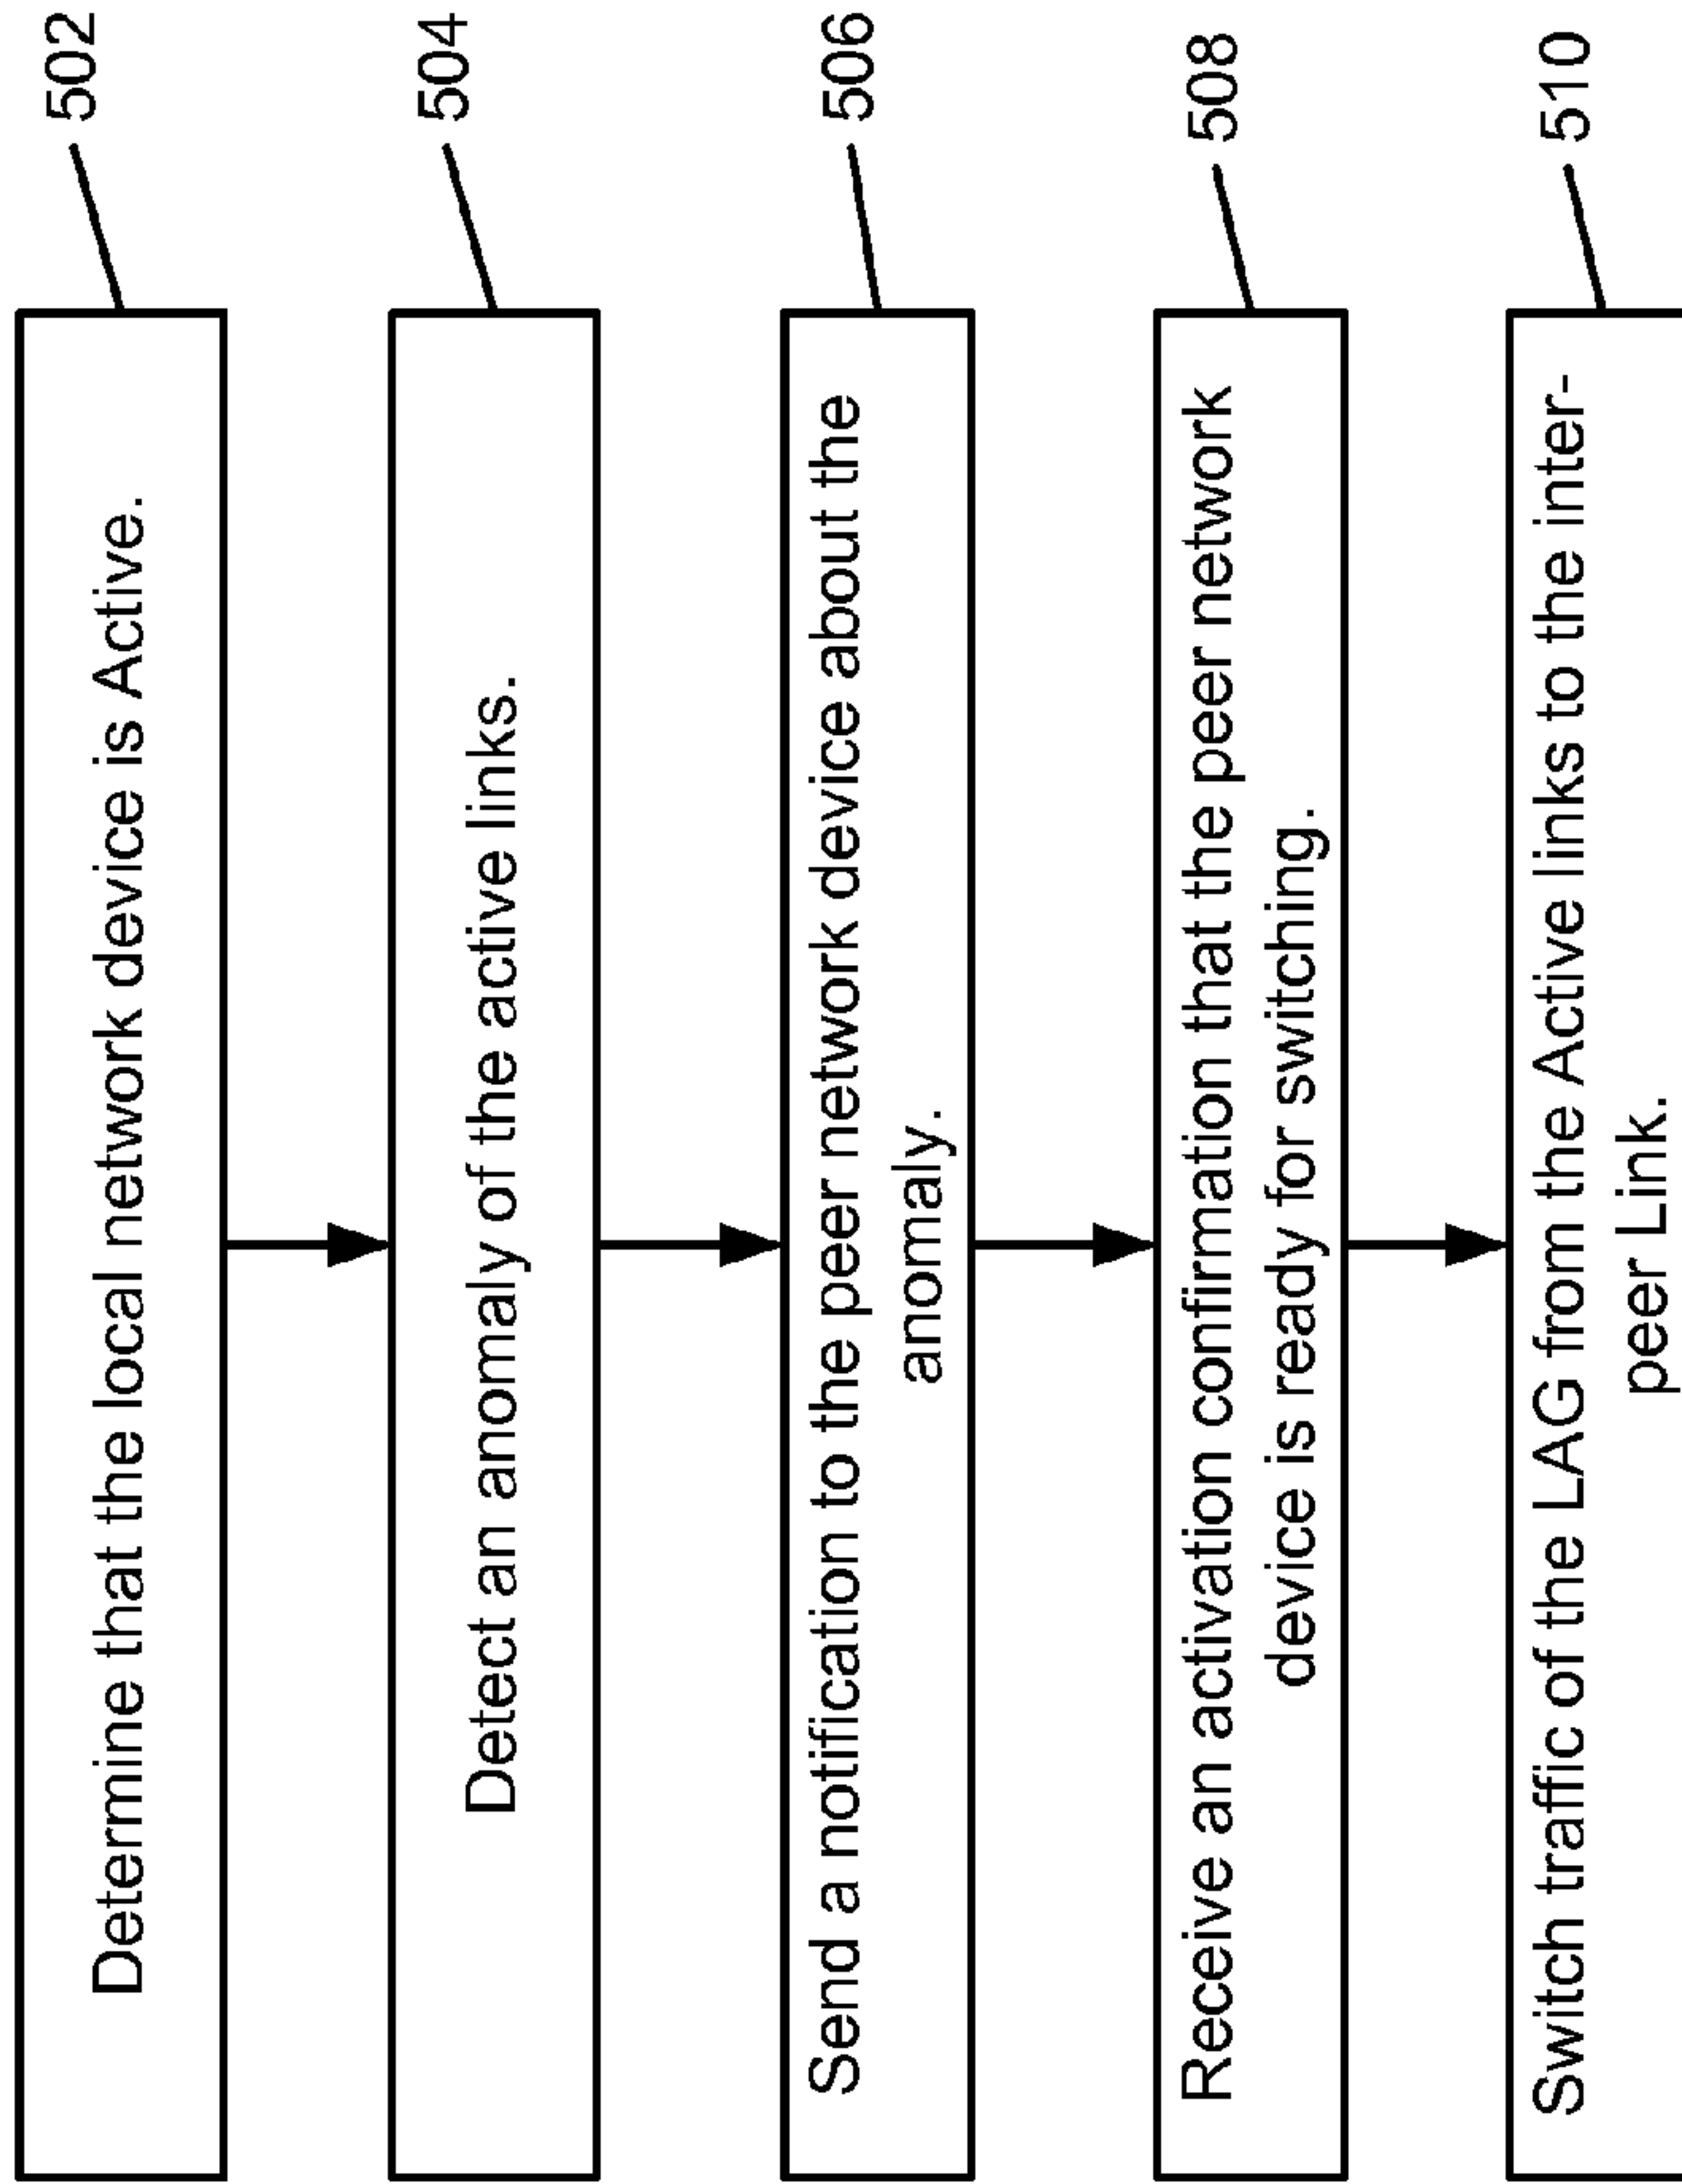 Determine that the local network device is Active.
502
Detect an anomaly of the active links.
504
Send a notification to the peer network device about the
anomaly.
506
Receive an activation confirmation that the peer network
device is ready for switching.
508
Switch traffic of the LAG from the Active links to the inter-
peer Link.
510